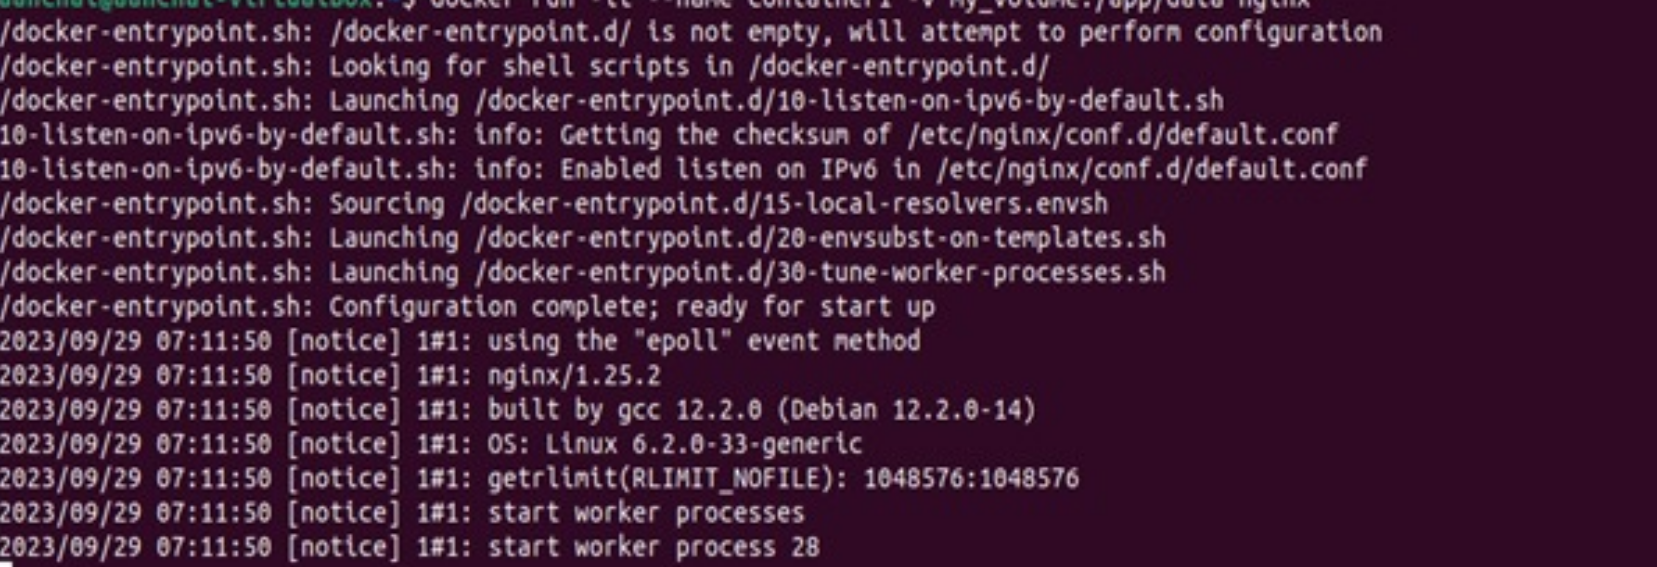 docker run -it --name container1 -v my_volume:/app/data nginx
/docker-entrypoint.sh: /docker-entrypoint.d/ is not empty, will attempt to perform configuration
/docker-entrypoint.sh: Looking for shell scripts in /docker-entrypoint.d/
/docker-entrypoint.sh: Launching /docker-entrypoint.d/10-listen-on-ipv6-by-default.sh
10-listen-on-ipv6-by-default.sh: info: Getting the checksum of /etc/nginx/conf.d/default.conf
10-listen-on-ipv6-by-default.sh: info: Enabled listen on IPv6 in /etc/nginx/conf.d/default.conf
/docker-entrypoint.sh: Sourcing /docker-entrypoint.d/15-local-resolvers.envsh
/docker-entrypoint.sh: Launching /docker-entrypoint.d/20-envsubst-on-templates.sh
/docker-entrypoint.sh: Launching /docker-entrypoint.d/30-tune-worker-processes.sh
/docker-entrypoint.sh: Configuration complete; ready for start up
2023/09/29 07:11:50 [notice] 1#1: using the "epoll" event method
2023/09/29 07:11:50 [notice] 1#1: nginx/1.25.2
2023/09/29 07:11:50 [notice] 1#1: built by gcc 12.2.0 (Debian 12.2.0-14)
2023/09/29 07:11:50 [notice] 1#1: OS: Linux 6.2.0-33-generic
2023/09/29 07:11:50 [notice] 1#1: getrlimit(RLIMIT_NOFILE): 1048576:1048576
2023/09/29 07:11:50 [notice] 1#1: start worker processes
2023/09/29 07:11:50 [notice] 1#1: start worker process 28